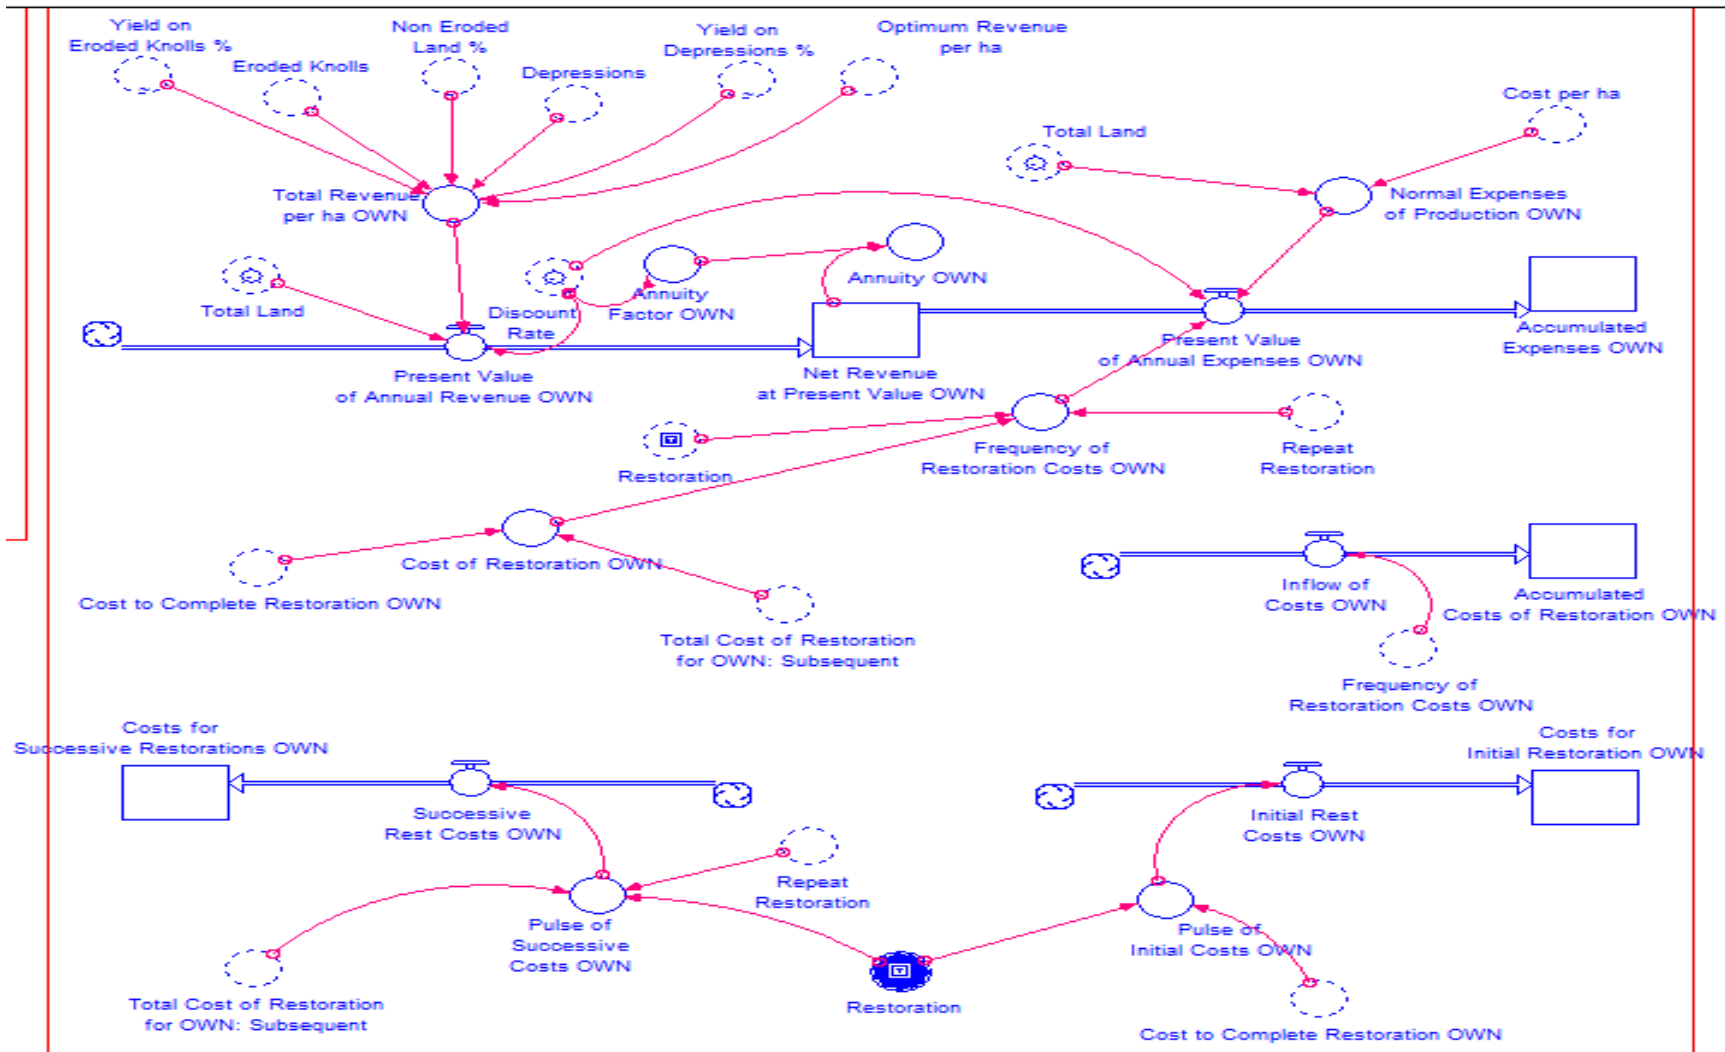 Yield on
Eroded Knolls %
Eroded Knolls
Non Eroded
Land %
Depressions
Yield on
Depressions %
Optimum Revenue
per ha
Cost per ha
Total Land
Total Revenue
per ha OWN
Normal Expenses
of Production OWN
Total Land
Discount
Rate
Annuity
Factor OWN
Annuity OWN
Present Value
of Annual Revenue OWN
Net Revenue
at Present Value OWN
Present Value
of Annual Expenses OWN
Accumulated
Expenses OWN
Restoration
Frequency of
Restoration Costs OWN
Repeat
Restoration
Cost of Restoration OWN
Cost to Complete Restoration OWN
Total Cost of Restoration
for OWN: Subsequent
Inflow of
Costs OWN
Accumulated
Costs of Restoration OWN
Frequency of
Restoration Costs OWN
Costs for
Successive Restorations OWN
Successive
Rest Costs OWN
Initial Rest
Costs OWN
Costs for
Initial Restoration OWN
Repeat
Restoration
Pulse of
Successive
Costs OWN
Pulse of
Initial Costs OWN
Total Cost of Restoration
for OWN: Subsequent
T
Restoration
Cost to Complete Restoration OWN